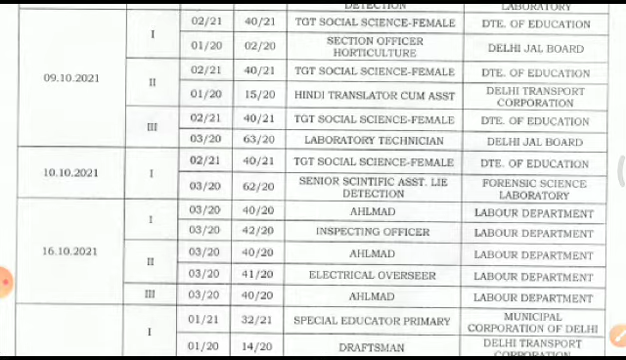 DETECTION LABORATORY
02/21 40/21 TGT SOCIAL SCIENCE-FEMALE DTE. OF EDUCATION
I
01/20 02/20 SECTION OFFICER HORTICULTURE DELHI JAL BOARD
09.10.2021
02/21 40/21 TGT SOCIAL SCIENCE-FEMALE DTE. OF EDUCATION
II
01/20 15/20 HINDI TRANSLATOR CUM ASST DELHI TRANSPORT CORPORATION
02/21 40/21 TGT SOCIAL SCIENCE-FEMALE DTE. OF EDUCATION
III
03/20 63/20 LABORATORY TECHNICIAN DELHI JAL BOARD
10.10.2021 I
02/21 40/21 TGT SOCIAL SCIENCE-FEMALE DTE. OF EDUCATION
03/20 62/20 SENIOR SCINTIFIC ASST. LIE DETECTION FORENSIC SCIENCE LABORATORY
03/20 40/20 AHLMAD LABOUR DEPARTMENT
I
03/20 42/20 INSPECTING OFFICER LABOUR DEPARTMENT
16.10.2021
03/20 40/20 AHLMAD LABOUR DEPARTMENT
II
03/20 41/20 ELECTRICAL OVERSEER LABOUR DEPARTMENT
III 03/20 40/20 AHLMAD LABOUR DEPARTMENT
01/21 32/21 SPECIAL EDUCATOR PRIMARY MUNICIPAL CORPORATION OF DELHI
I
01/20 14/20 DRAFTSMAN DELHI TRANSPORT CORPORATION